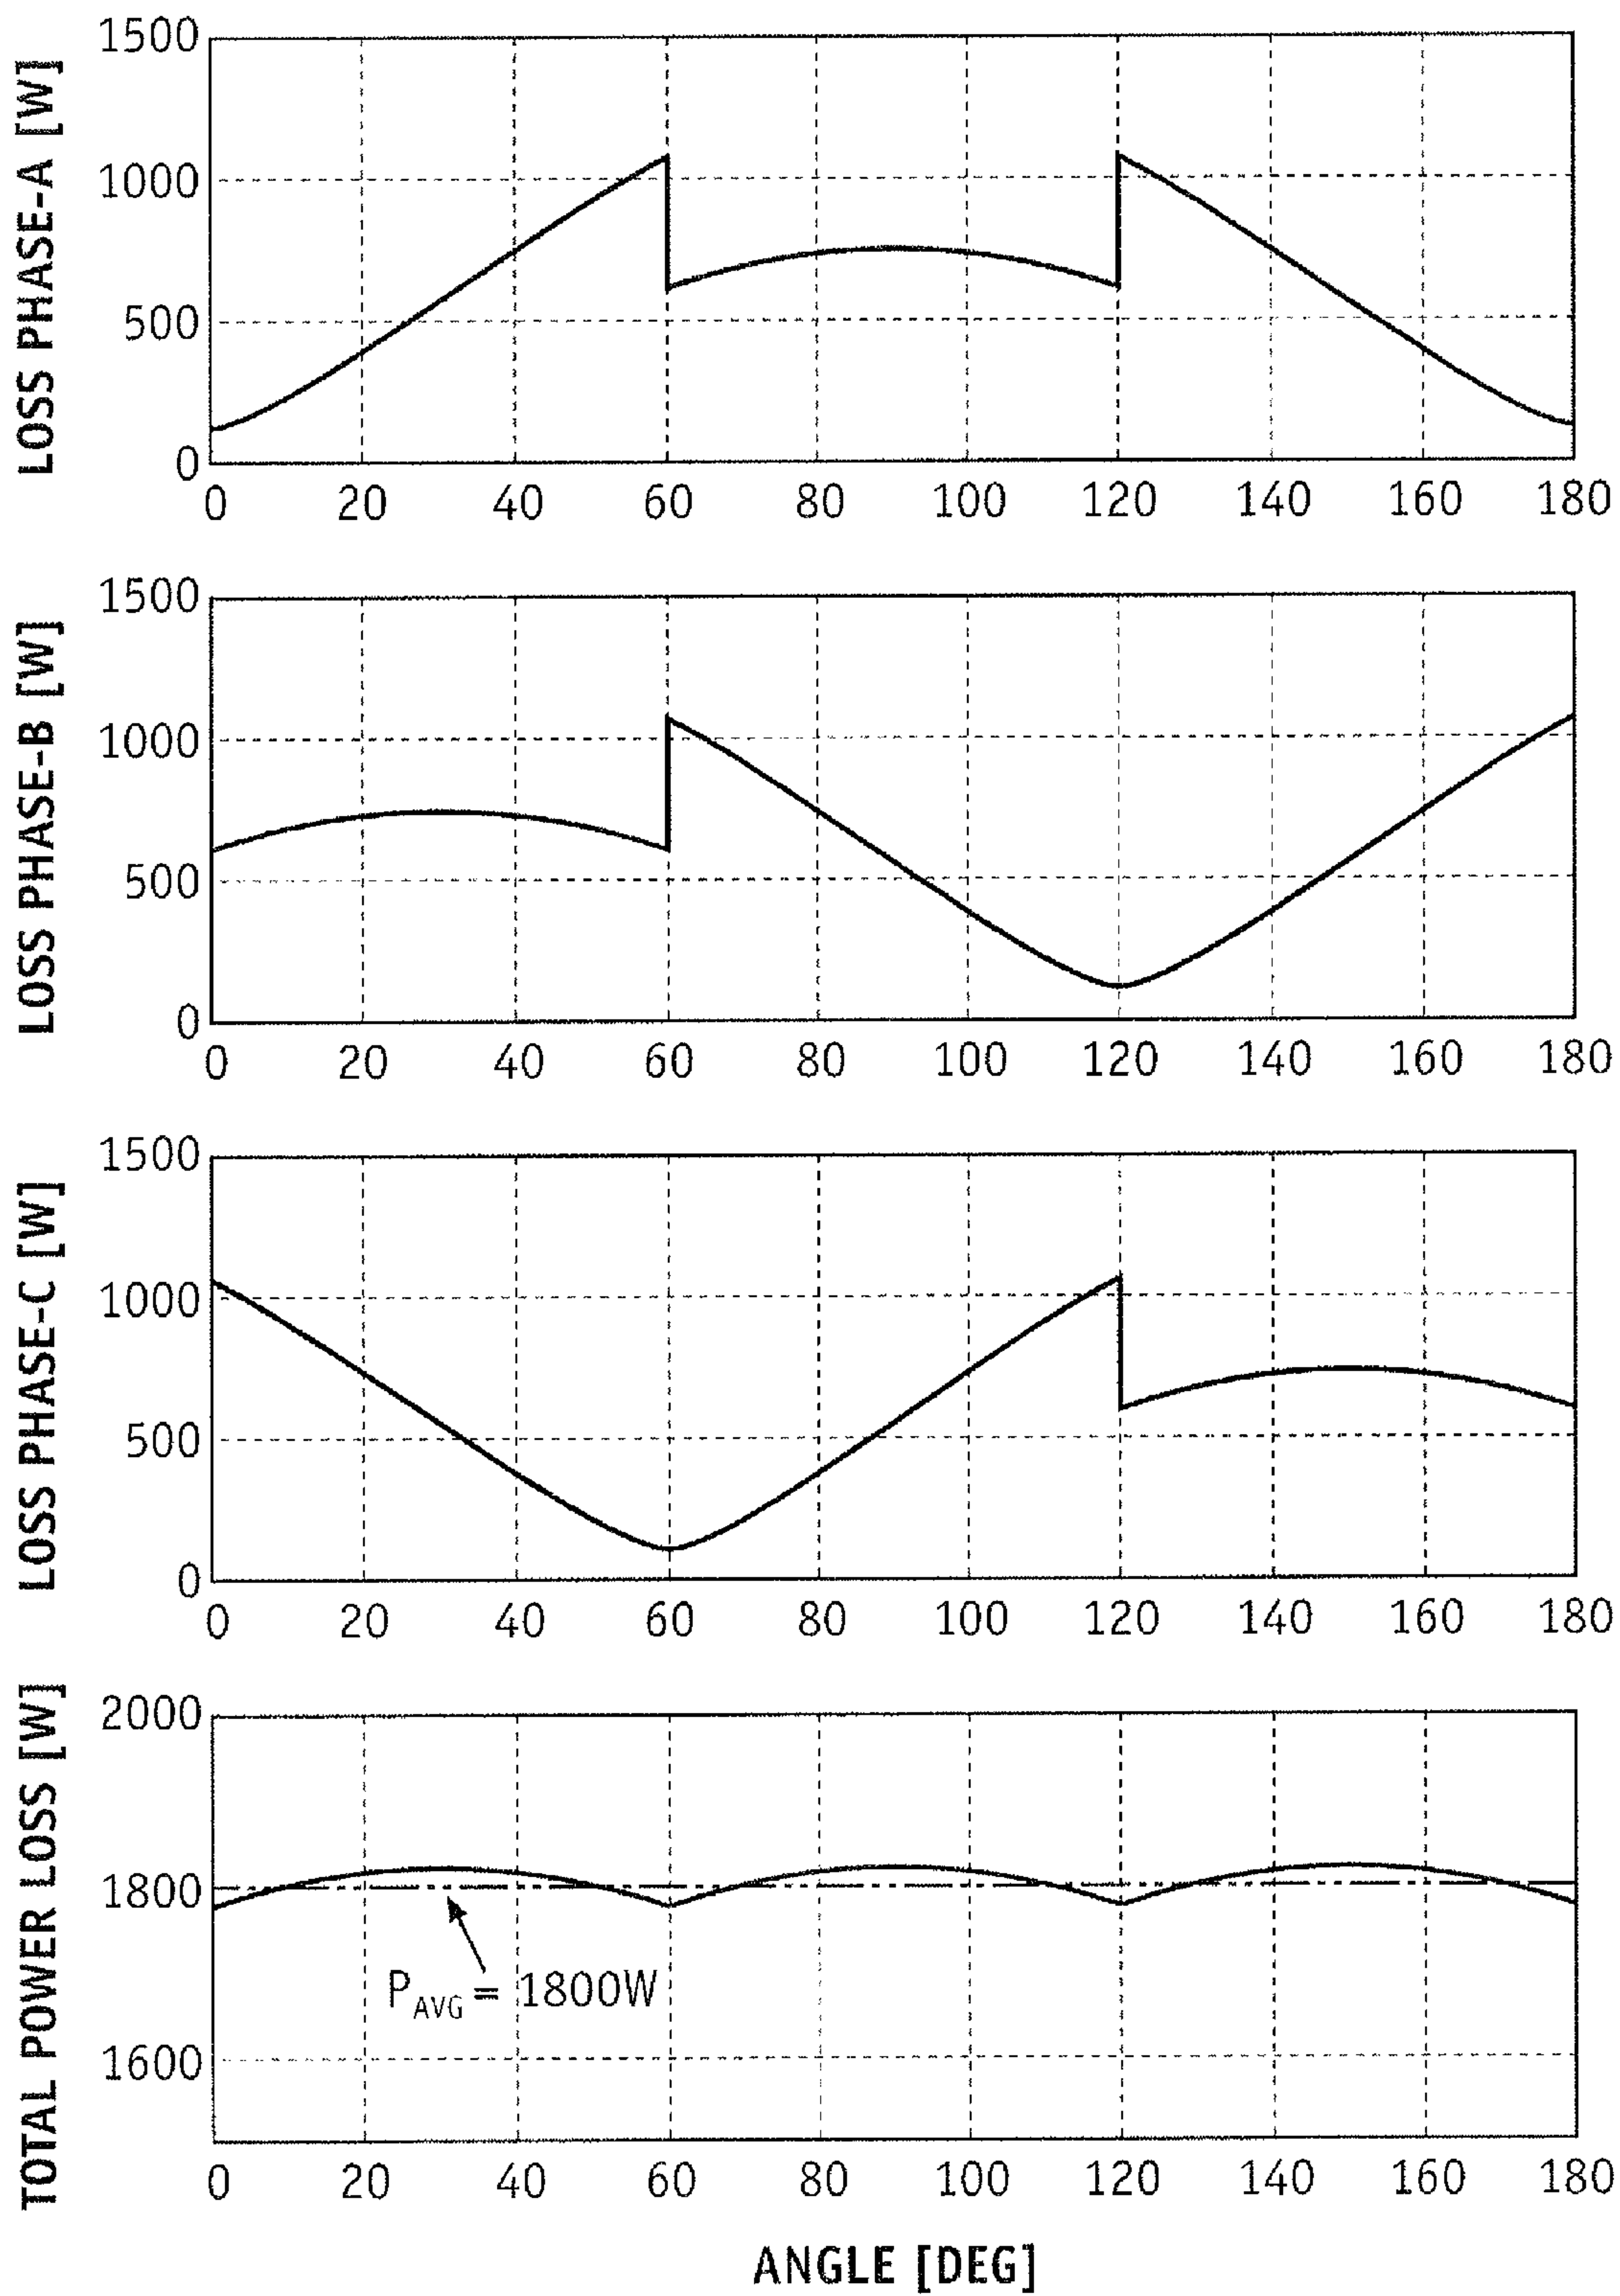 LOSS PHASE-A [W]
1500
1000
500
0
0 20 40 60 80 100 120 140 160 180
LOSS PHASE-B [W]
1500
1000
500
0
0 20 40 60 80 100 120 140 160 180
LOSS PHASE-C [W]
1500
1000
500
0
0 20 40 60 80 100 120 140 160 180
TOTAL POWER LOSS [W]
2000
1800
1600
P_AVG = 1800W
0 20 40 60 80 100 120 140 160 180
ANGLE [DEG]